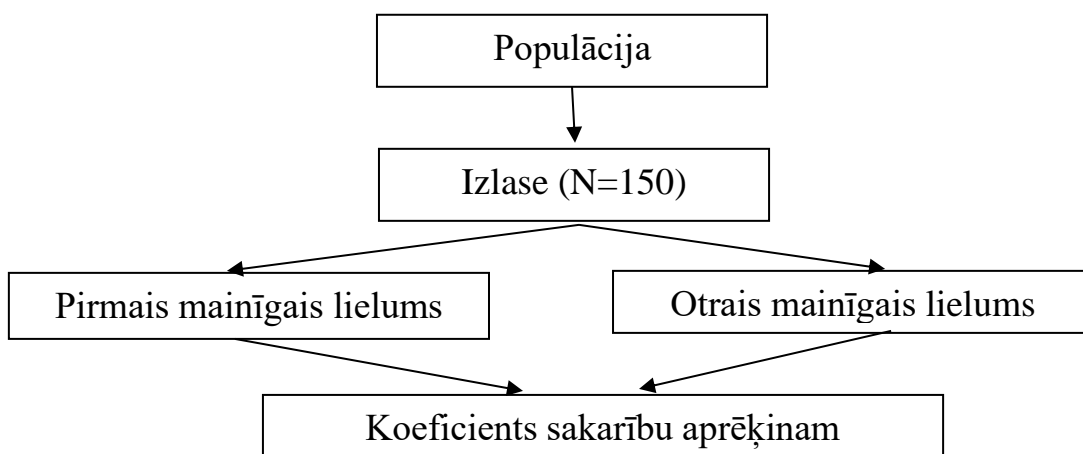 Populācija
Izlase (N=150)
Pirmais mainīgais lielums
Otrais mainīgais lielums
Koeficients sakarību aprēķinam